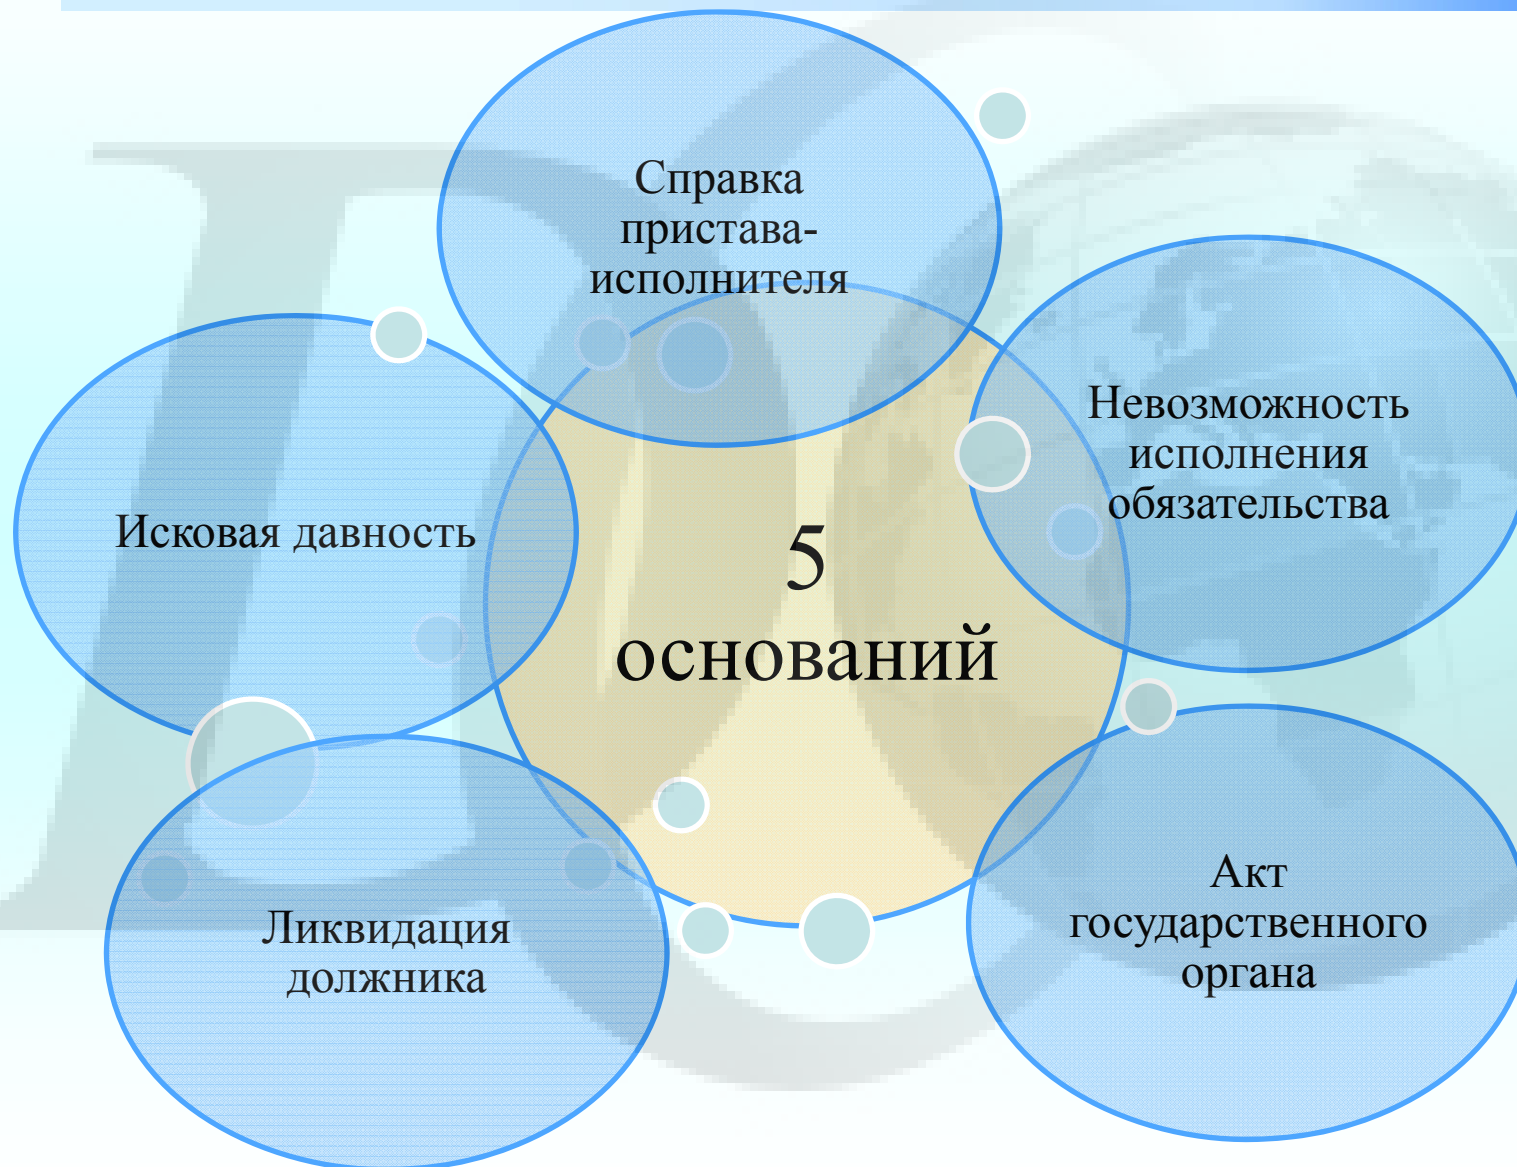 Справка
пристава-
исполнителя
Невозможность
исполнения
обязательства
Исковая давность
5
оснований
Акт
государственного
органа
Ликвидация
должника